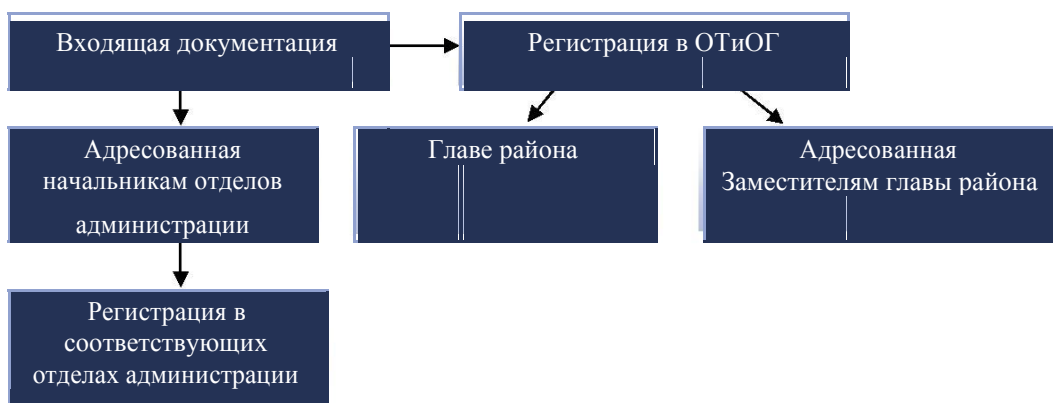 Входящая документация
Регистрация в ОТиОГ
Адресованная
начальникам отделов
администрации
Главе района
Адресованная
Заместителям главы района
Регистрация в
соответствующих
отделах администрации